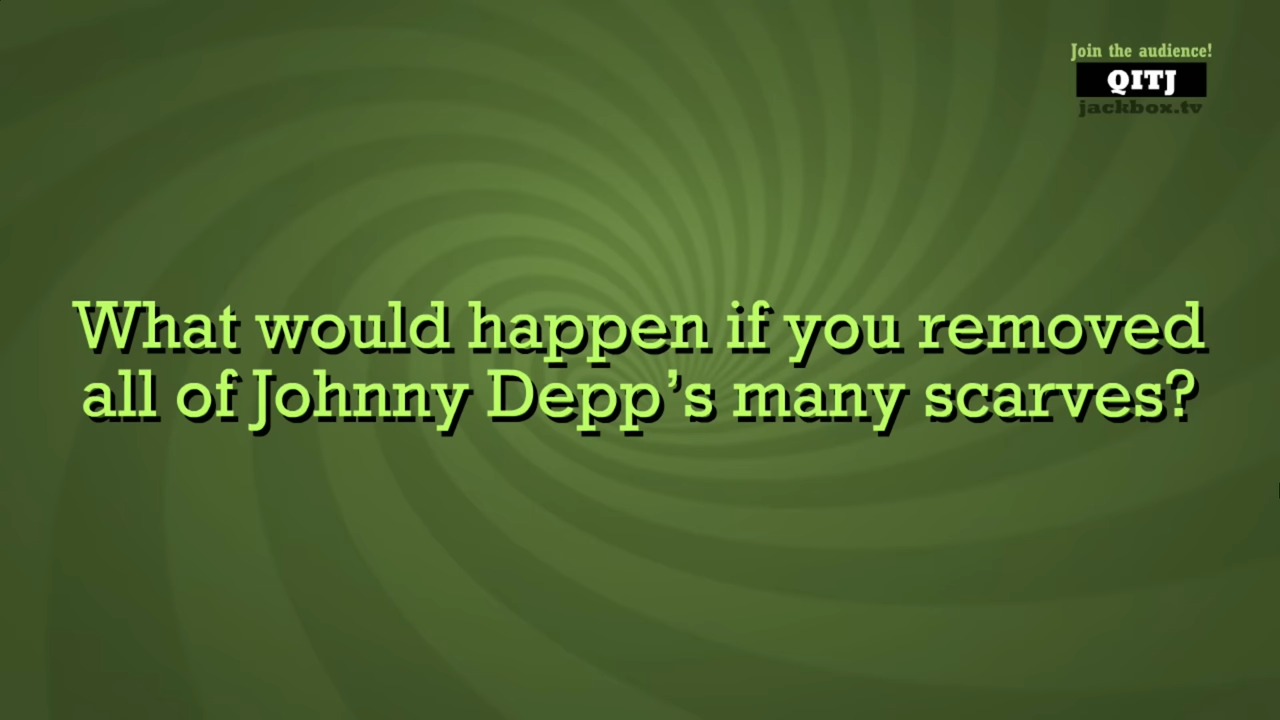 Join the audience!
QITJ
jackbox.tv
What would happen if you removed
all of Johnny Depp's many scarves?